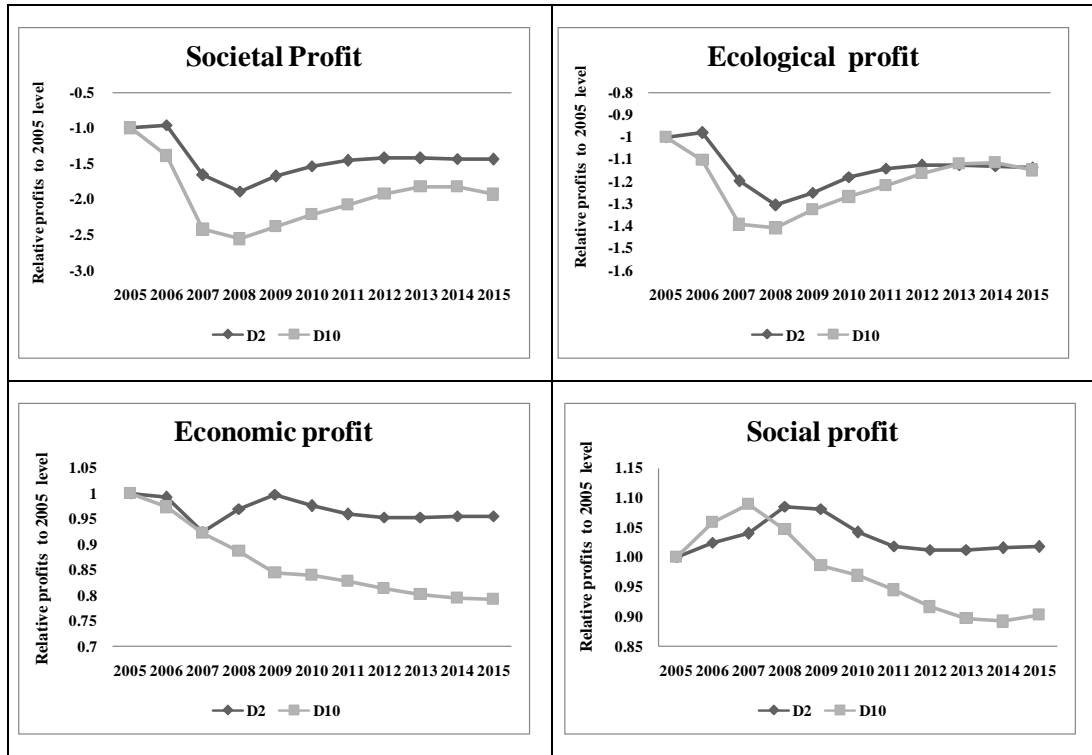 Societal Profit
Relative profits to 2005 level
-0.5
-1.0
-1.5
-2.0
-2.5
-3.0
2005 2006 2007 2008 2009 2010 2011 2012 2013 2014 2015
D2 D10
Ecological profit
Relative profits to 2005 level
-0.8
-0.9
-1
-1.1
-1.2
-1.3
-1.4
-1.5
-1.6
2005 2006 2007 2008 2009 2010 2011 2012 2013 2014 2015
D2 D10
Economic profit
Relative profits to 2005 level
1.05
1
0.95
0.9
0.85
0.8
0.75
0.7
2005 2006 2007 2008 2009 2010 2011 2012 2013 2014 2015
D2 D10
Social profit
Relative profits to 2005 level
1.15
1.10
1.05
1.00
0.95
0.90
0.85
2005 2006 2007 2008 2009 2010 2011 2012 2013 2014 2015
D2 D10